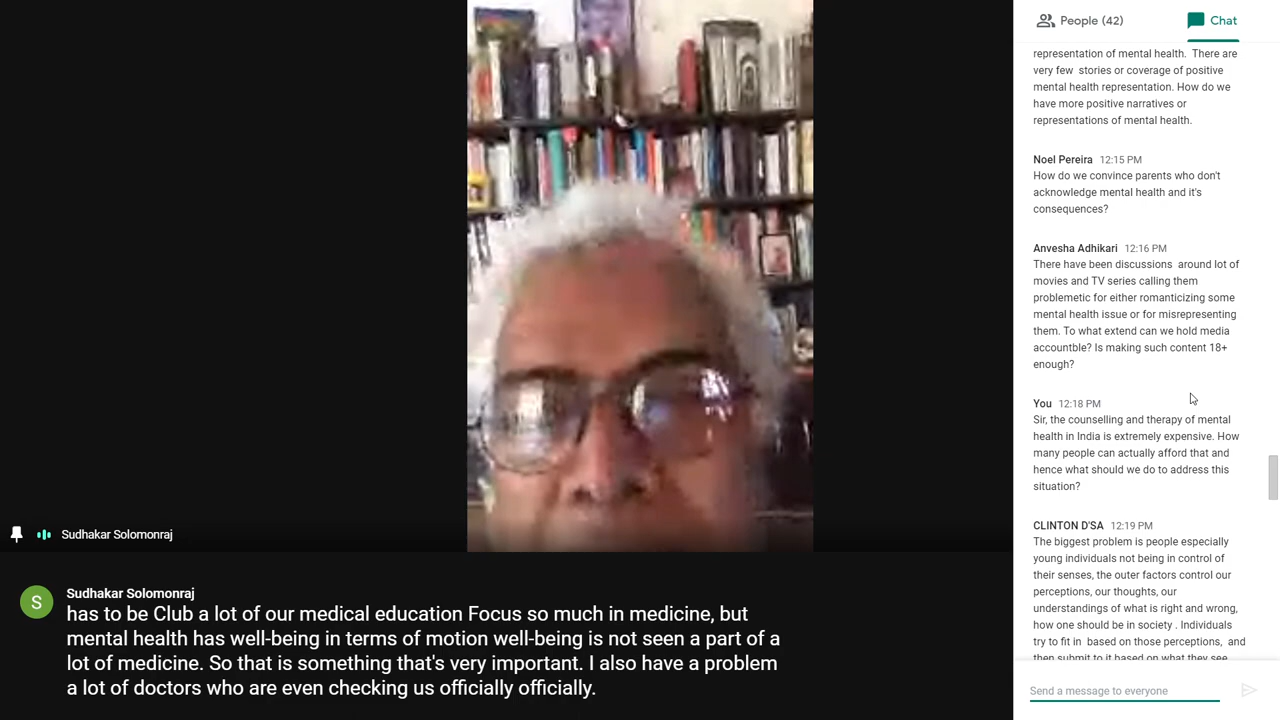 People (42)
Chat
representation of mental health.  There are
very few  stories or coverage of positive
mental health representation. How do we
have more positive narratives or
representations of mental health.
Noel Pereira 12:15 PM
How do we convince parents who don't
acknowledge mental health and it's
consequences?
Anvesha Adhikari 12:16 PM
There have been discussions  around lot of
movies and TV series calling them
problemetic for either romanticizing some
mental health issue or for misrepresenting
them. To what extend can we hold media
accountble? Is making such content 18+
enough?
You 12:18 PM
Sir, the counselling and therapy of mental
health in India is extremely expensive. How
many people can actually afford that and
hence what should we do to address this
situation?
CLINTON D'SA 12:19 PM
The biggest problem is people especially
young individuals not being in control of
their senses, the outer factors control our
perceptions, our thoughts, our
understandings of what is right and wrong,
how one should be in society . Individuals
try to fit in  based on those perceptions,  and
then submit to it based on what they see
Send a message to everyone
Sudhakar Solomonraj
S
Sudhakar Solomonraj
has to be Club a lot of our medical education Focus so much in medicine, but
mental health has well-being in terms of motion well-being is not seen a part of a
lot of medicine. So that is something that's very important. I also have a problem
a lot of doctors who are even checking us officially officially.